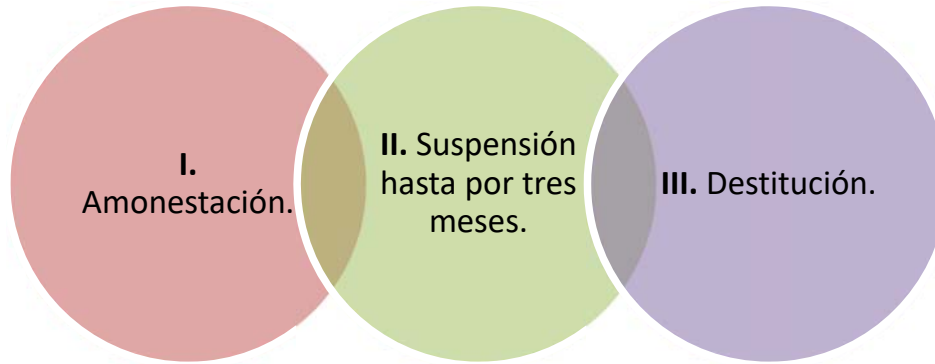 I.
Amonestación.
II. Suspensión
hasta por tres
meses.
III. Destitución.